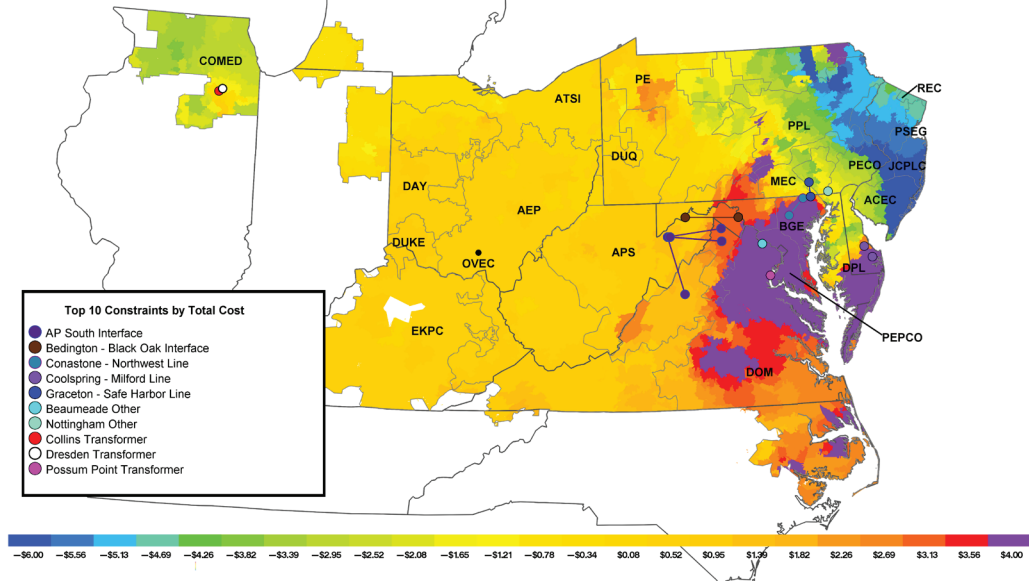 COMED
REC
PE
ATSI
PPL
PSEG
DUQ
PECO
JCPLC
MEC
DAY
ACEC
AEP
BGE
DUKE
APS
OVEC
DPL
EKPC
PEPCO
DOM
Top 10 Constraints by Total Cost
AP South Interface
Bedington - Black Oak Interface
Conastone - Northwest Line
Coolspring - Milford Line
Graceton - Safe Harbor Line
Beaumeade Other
Nottingham Other
Collins Transformer
Dresden Transformer
Possum Point Transformer
–$6.00 –$5.56 –$5.13 –$4.69 –$4.26 –$3.82 –$3.39 –$2.95 –$2.52 –$2.08 –$1.65 –$1.21 –$0.78 –$0.34 $0.08 $0.52 $0.95 $1.39 $1.82 $2.26 $2.69 $3.13 $3.56 $4.00